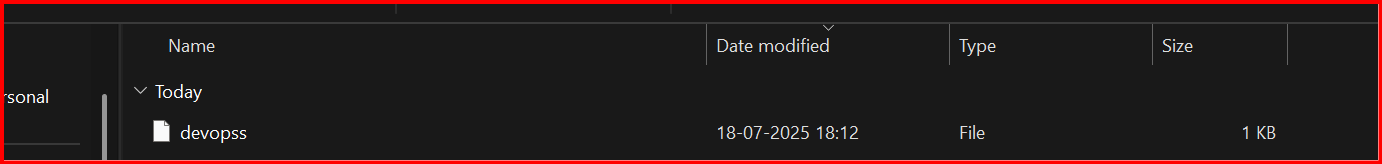 Name Date modified Type Size
rsonal
Today
devopss 18-07-2025 18:12 File 1 KB